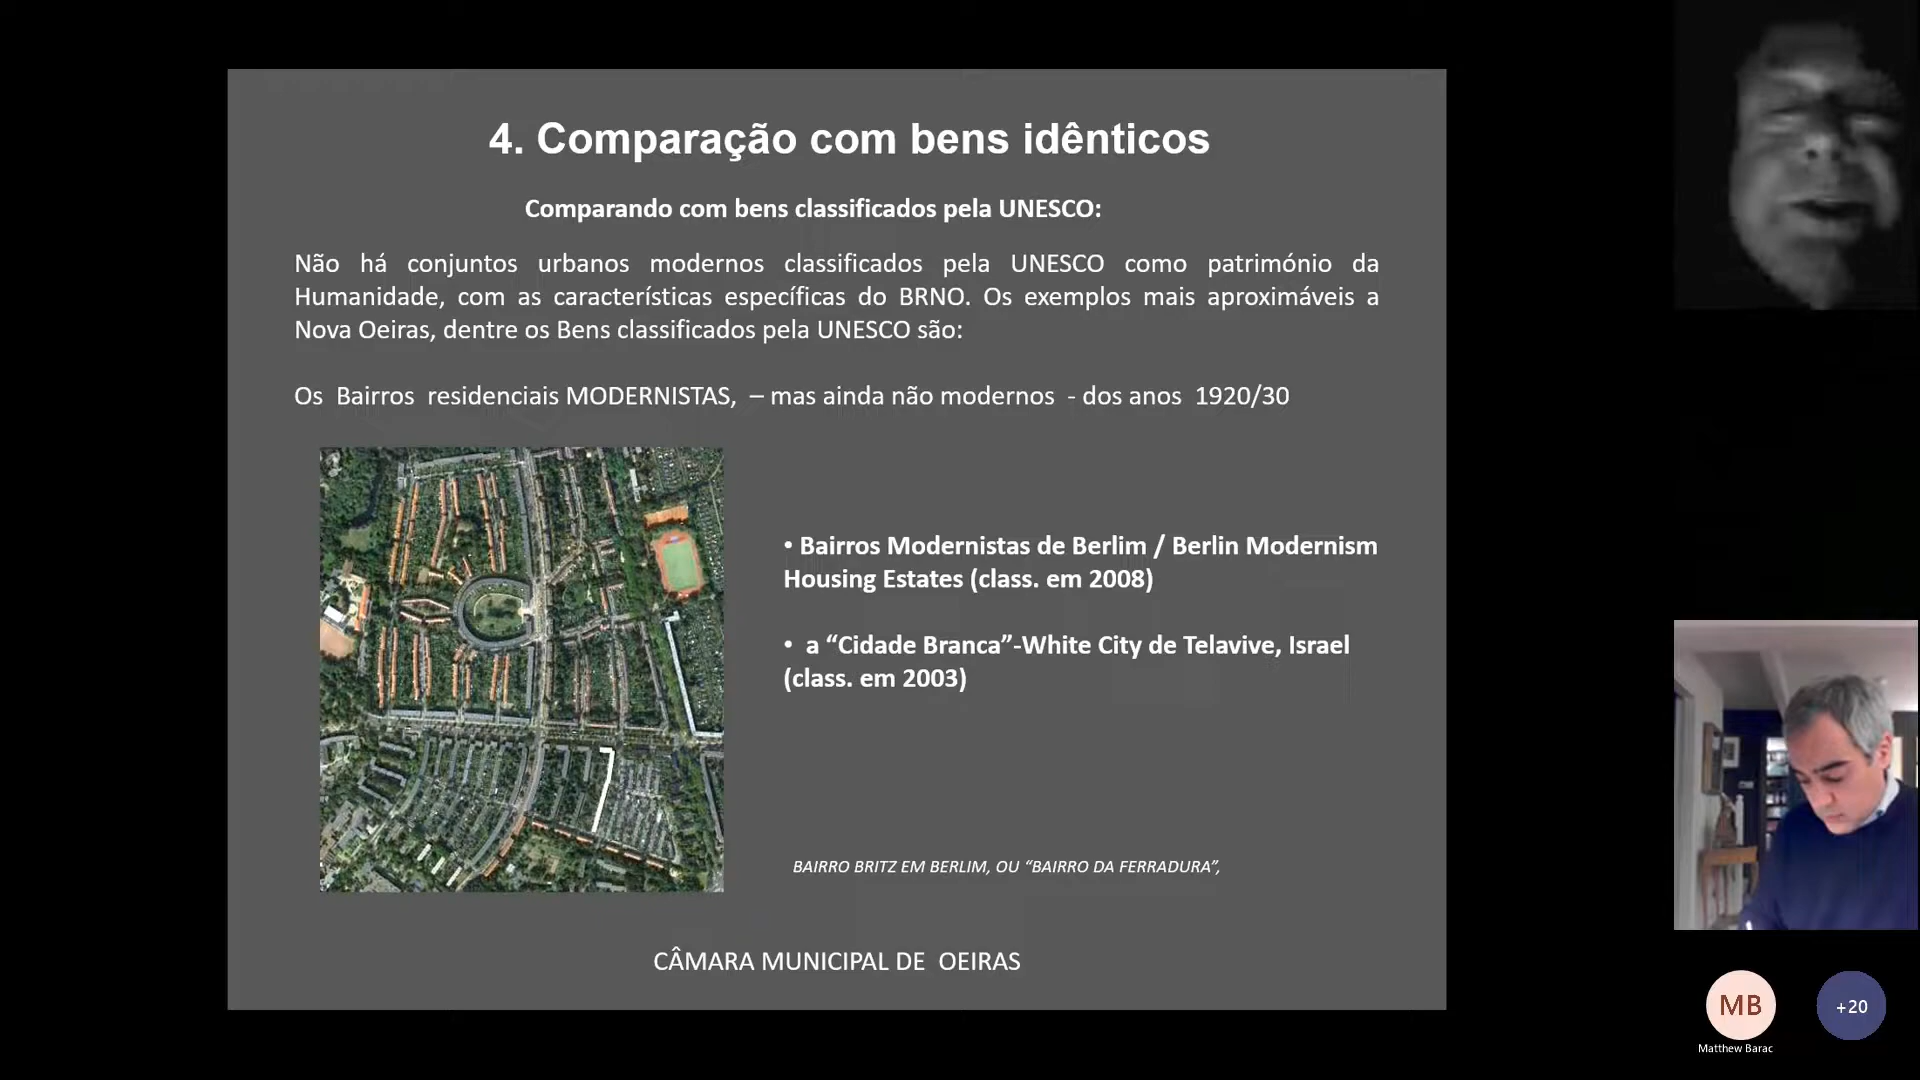 4. Comparação com bens idênticos
Comparando com bens classificados pela UNESCO:
Não há conjuntos urbanos modernos classificados pela UNESCO como património da
Humanidade, com as características específicas do BRNO. Os exemplos mais aproximáveis a
Nova Oeiras, dentre os Bens classificados pela UNESCO são:
Os Bairros residenciais MODERNISTAS, – mas ainda não modernos - dos anos 1920/30
• Bairros Modernistas de Berlim / Berlin Modernism
Housing Estates (class. em 2008)
• a “Cidade Branca”-White City de Telavive, Israel
(class. em 2003)
BAIRRO BRITZ EM BERLIM, OU “BAIRRO DA FERRADURA”,
CÂMARA MUNICIPAL DE OEIRAS
MB
+20
Matthew Barac